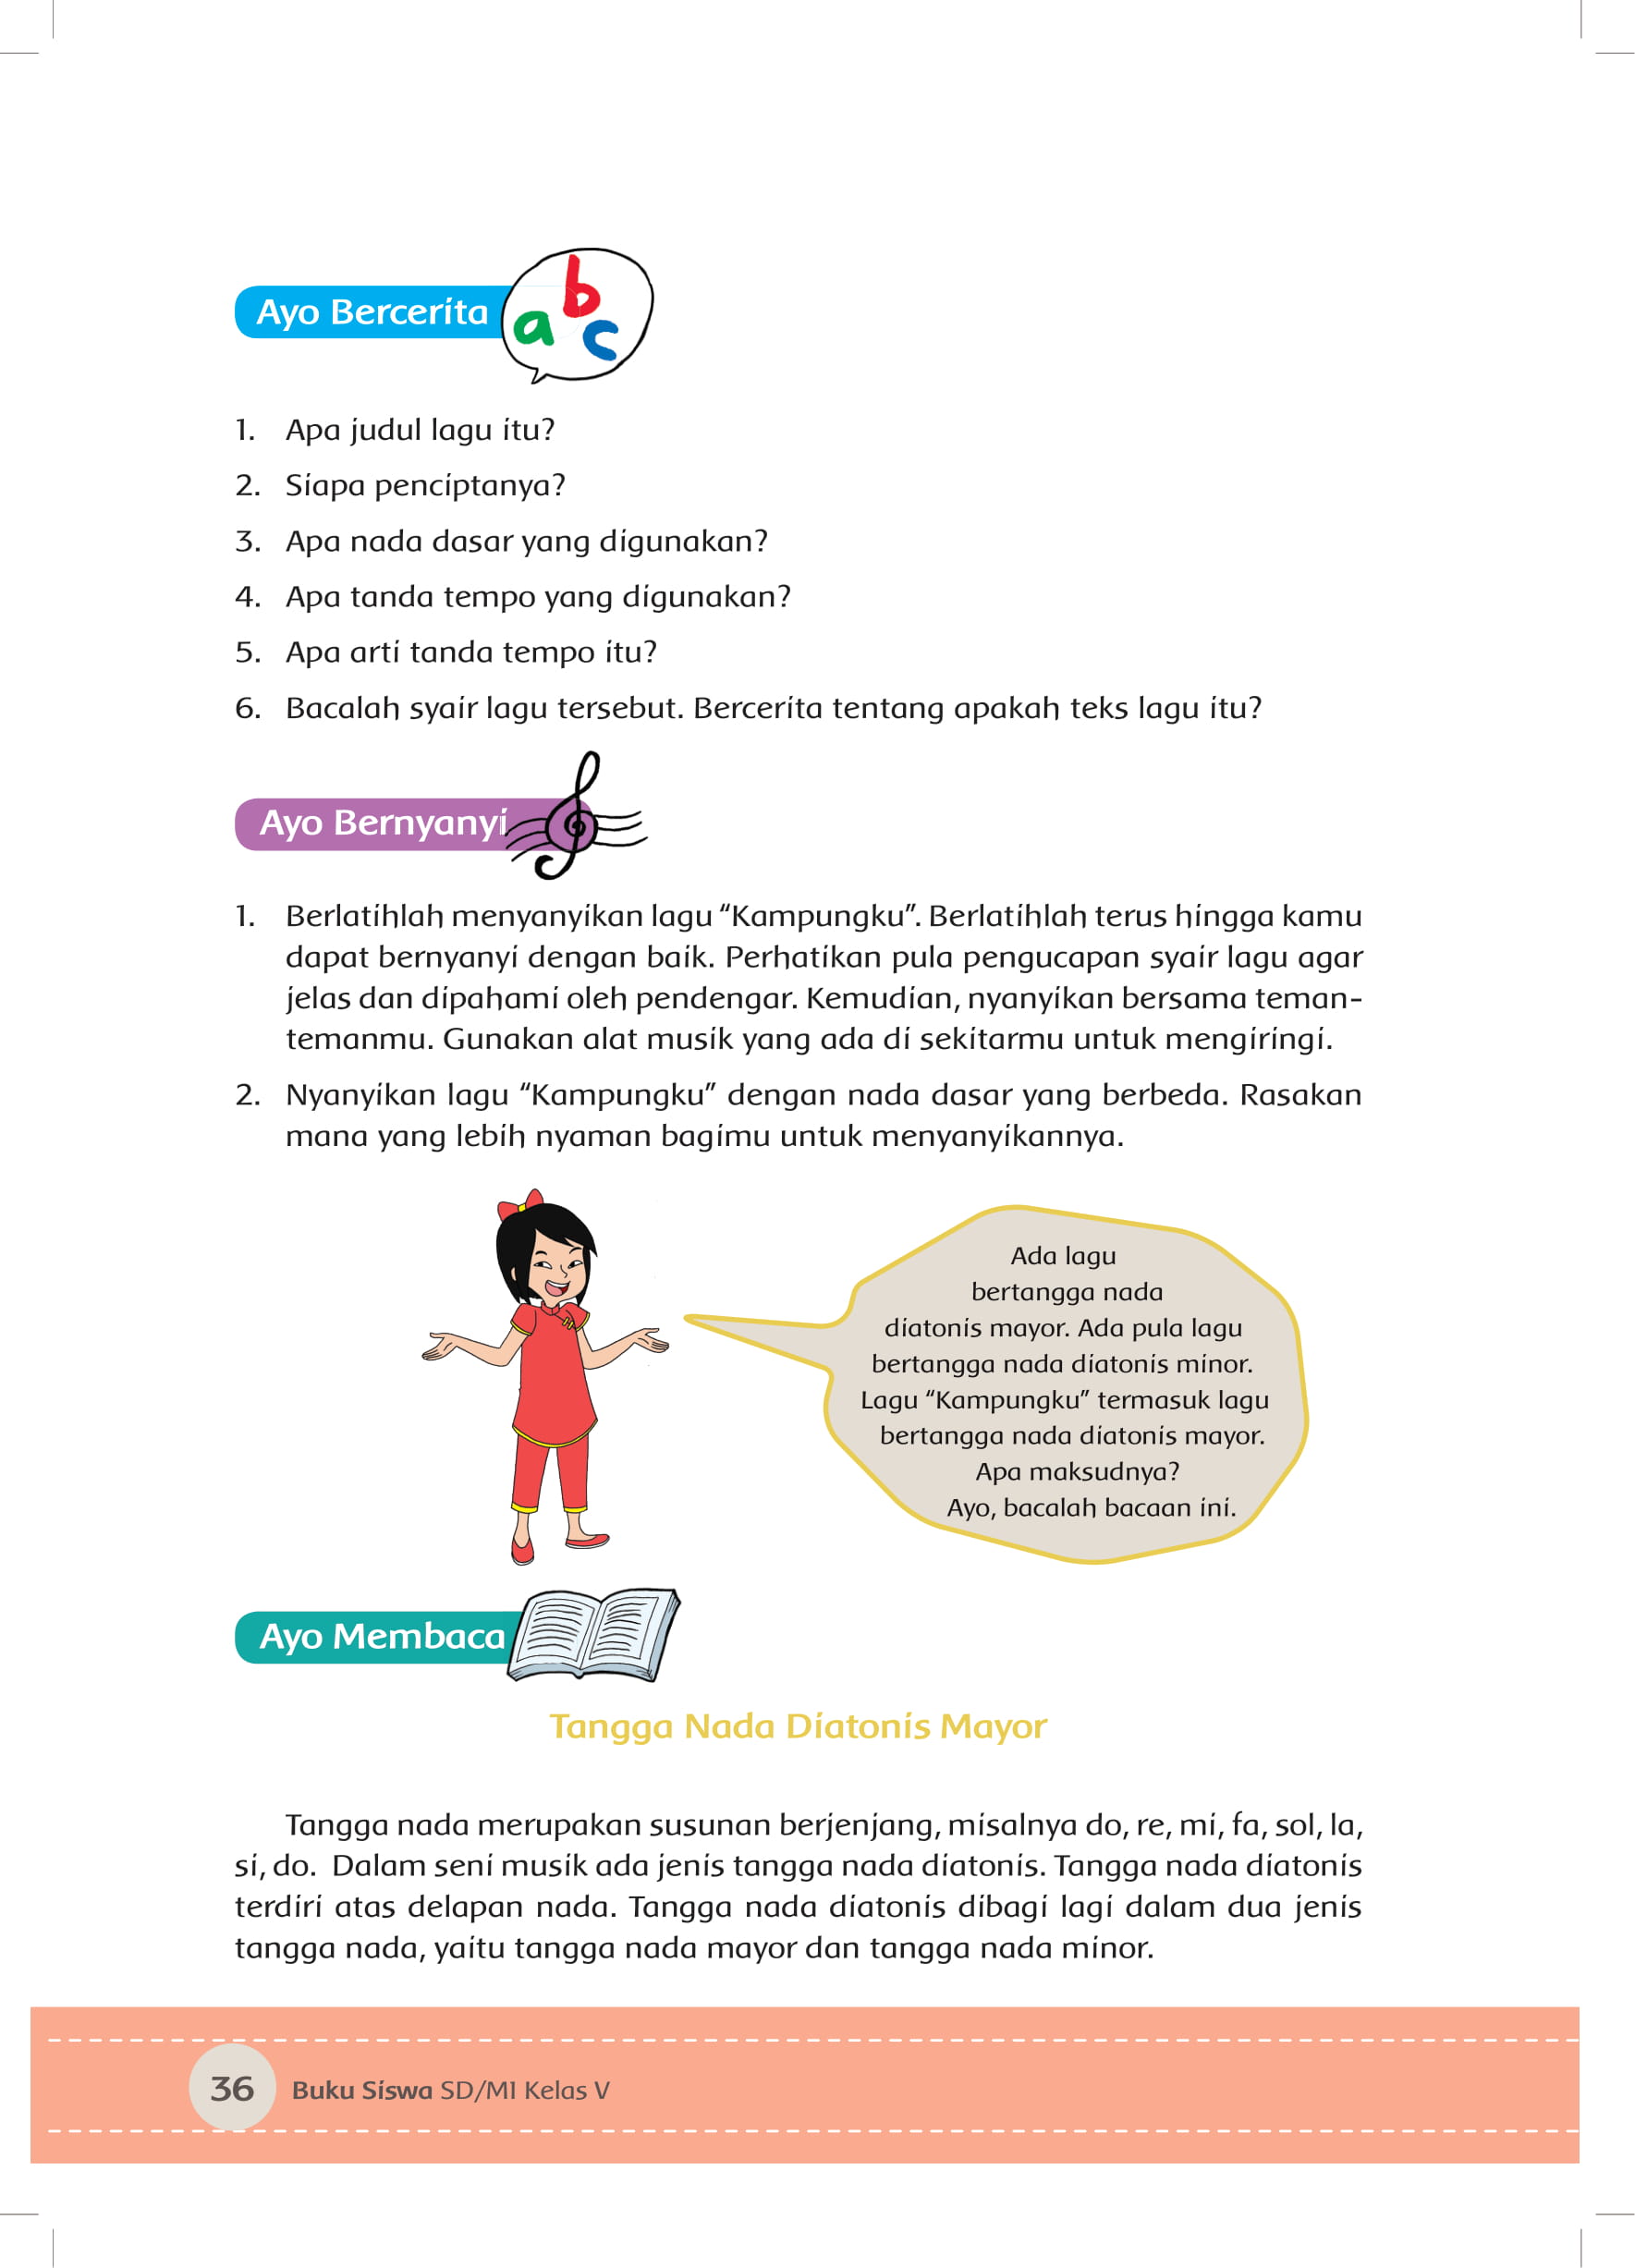 Ayo Bercerita
a b c
1. Apa judul lagu itu?
2. Siapa penciptanya?
3. Apa nada dasar yang digunakan?
4. Apa tanda tempo yang digunakan?
5. Apa arti tanda tempo itu?
6. Bacalah syair lagu tersebut. Bercerita tentang apakah teks lagu itu?
Ayo Bernyanyi
1. Berlatihlah menyanyikan lagu “Kampungku”. Berlatihlah terus hingga kamu
dapat bernyanyi dengan baik. Perhatikan pula pengucapan syair lagu agar
jelas dan dipahami oleh pendengar. Kemudian, nyanyikan bersama teman-
temanmu. Gunakan alat musik yang ada di sekitarmu untuk mengiringi.
2. Nyanyikan lagu “Kampungku” dengan nada dasar yang berbeda. Rasakan
mana yang lebih nyaman bagimu untuk menyanyikannya.
Ada lagu
bertangga nada
diatonis mayor. Ada pula lagu
bertangga nada diatonis minor.
Lagu “Kampungku” termasuk lagu
bertangga nada diatonis mayor.
Apa maksudnya?
Ayo, bacalah bacaan ini.
Ayo Membaca
Tangga Nada Diatonis Mayor
Tangga nada merupakan susunan berjenjang, misalnya do, re, mi, fa, sol, la,
si, do. Dalam seni musik ada jenis tangga nada diatonis. Tangga nada diatonis
terdiri atas delapan nada. Tangga nada diatonis dibagi lagi dalam dua jenis
tangga nada, yaitu tangga nada mayor dan tangga nada minor.
36 Buku Siswa SD/MI Kelas V